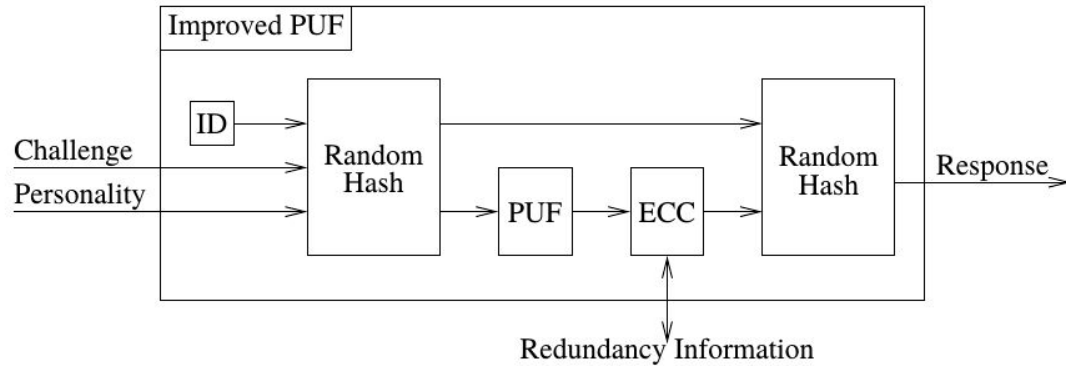 Improved PUF
ID
Challenge
Personality
Random
Hash
PUF
ECC
Random
Hash
Response
Redundancy Information